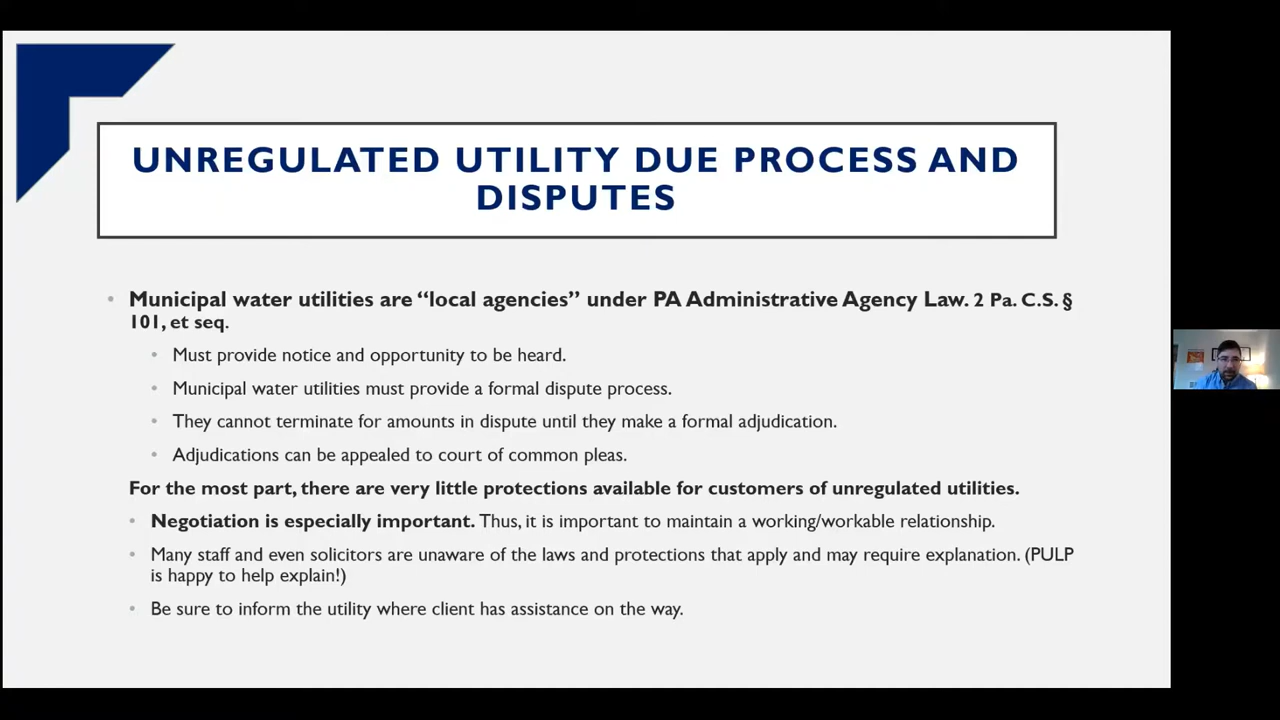 UNREGULATED UTILITY DUE PROCESS AND
DISPUTES
• Municipal water utilities are “local agencies” under PA Administrative Agency Law. 2 Pa. C.S. §
101, et seq.
• Must provide notice and opportunity to be heard.
• Municipal water utilities must provide a formal dispute process.
• They cannot terminate for amounts in dispute until they make a formal adjudication.
• Adjudications can be appealed to court of common pleas.
For the most part, there are very little protections available for customers of unregulated utilities.
• Negotiation is especially important. Thus, it is important to maintain a working/workable relationship.
• Many staff and even solicitors are unaware of the laws and protections that apply and may require explanation. (PULP
is happy to help explain!)
• Be sure to inform the utility where client has assistance on the way.